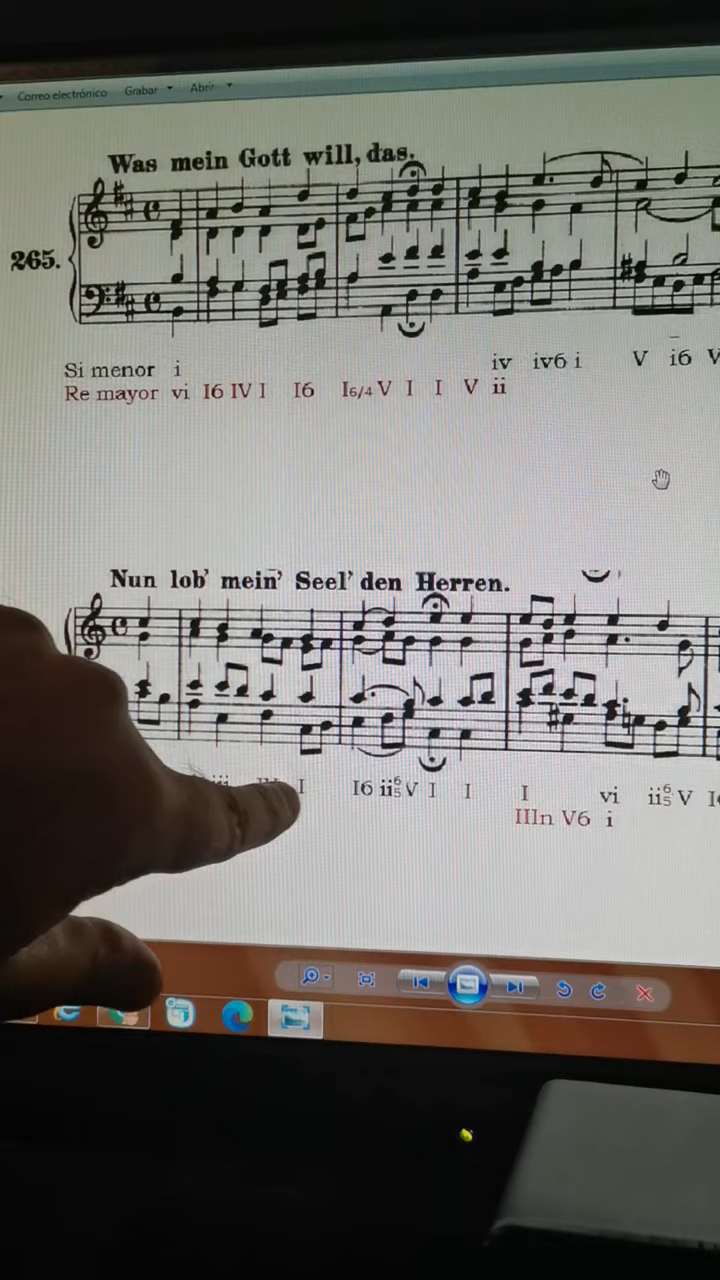 Correo electrónico Grabar Abrir
Was mein Gott will, das.
265.
Si menor i iv iv6 i V i6 V
Re mayor vi I6 IV I I6 I6/4 V I I V ii
Nun lob' mein' Seel' den Herren.
I I6 ii6/5 V I I I vi ii6/5 V
IIIn V6 i